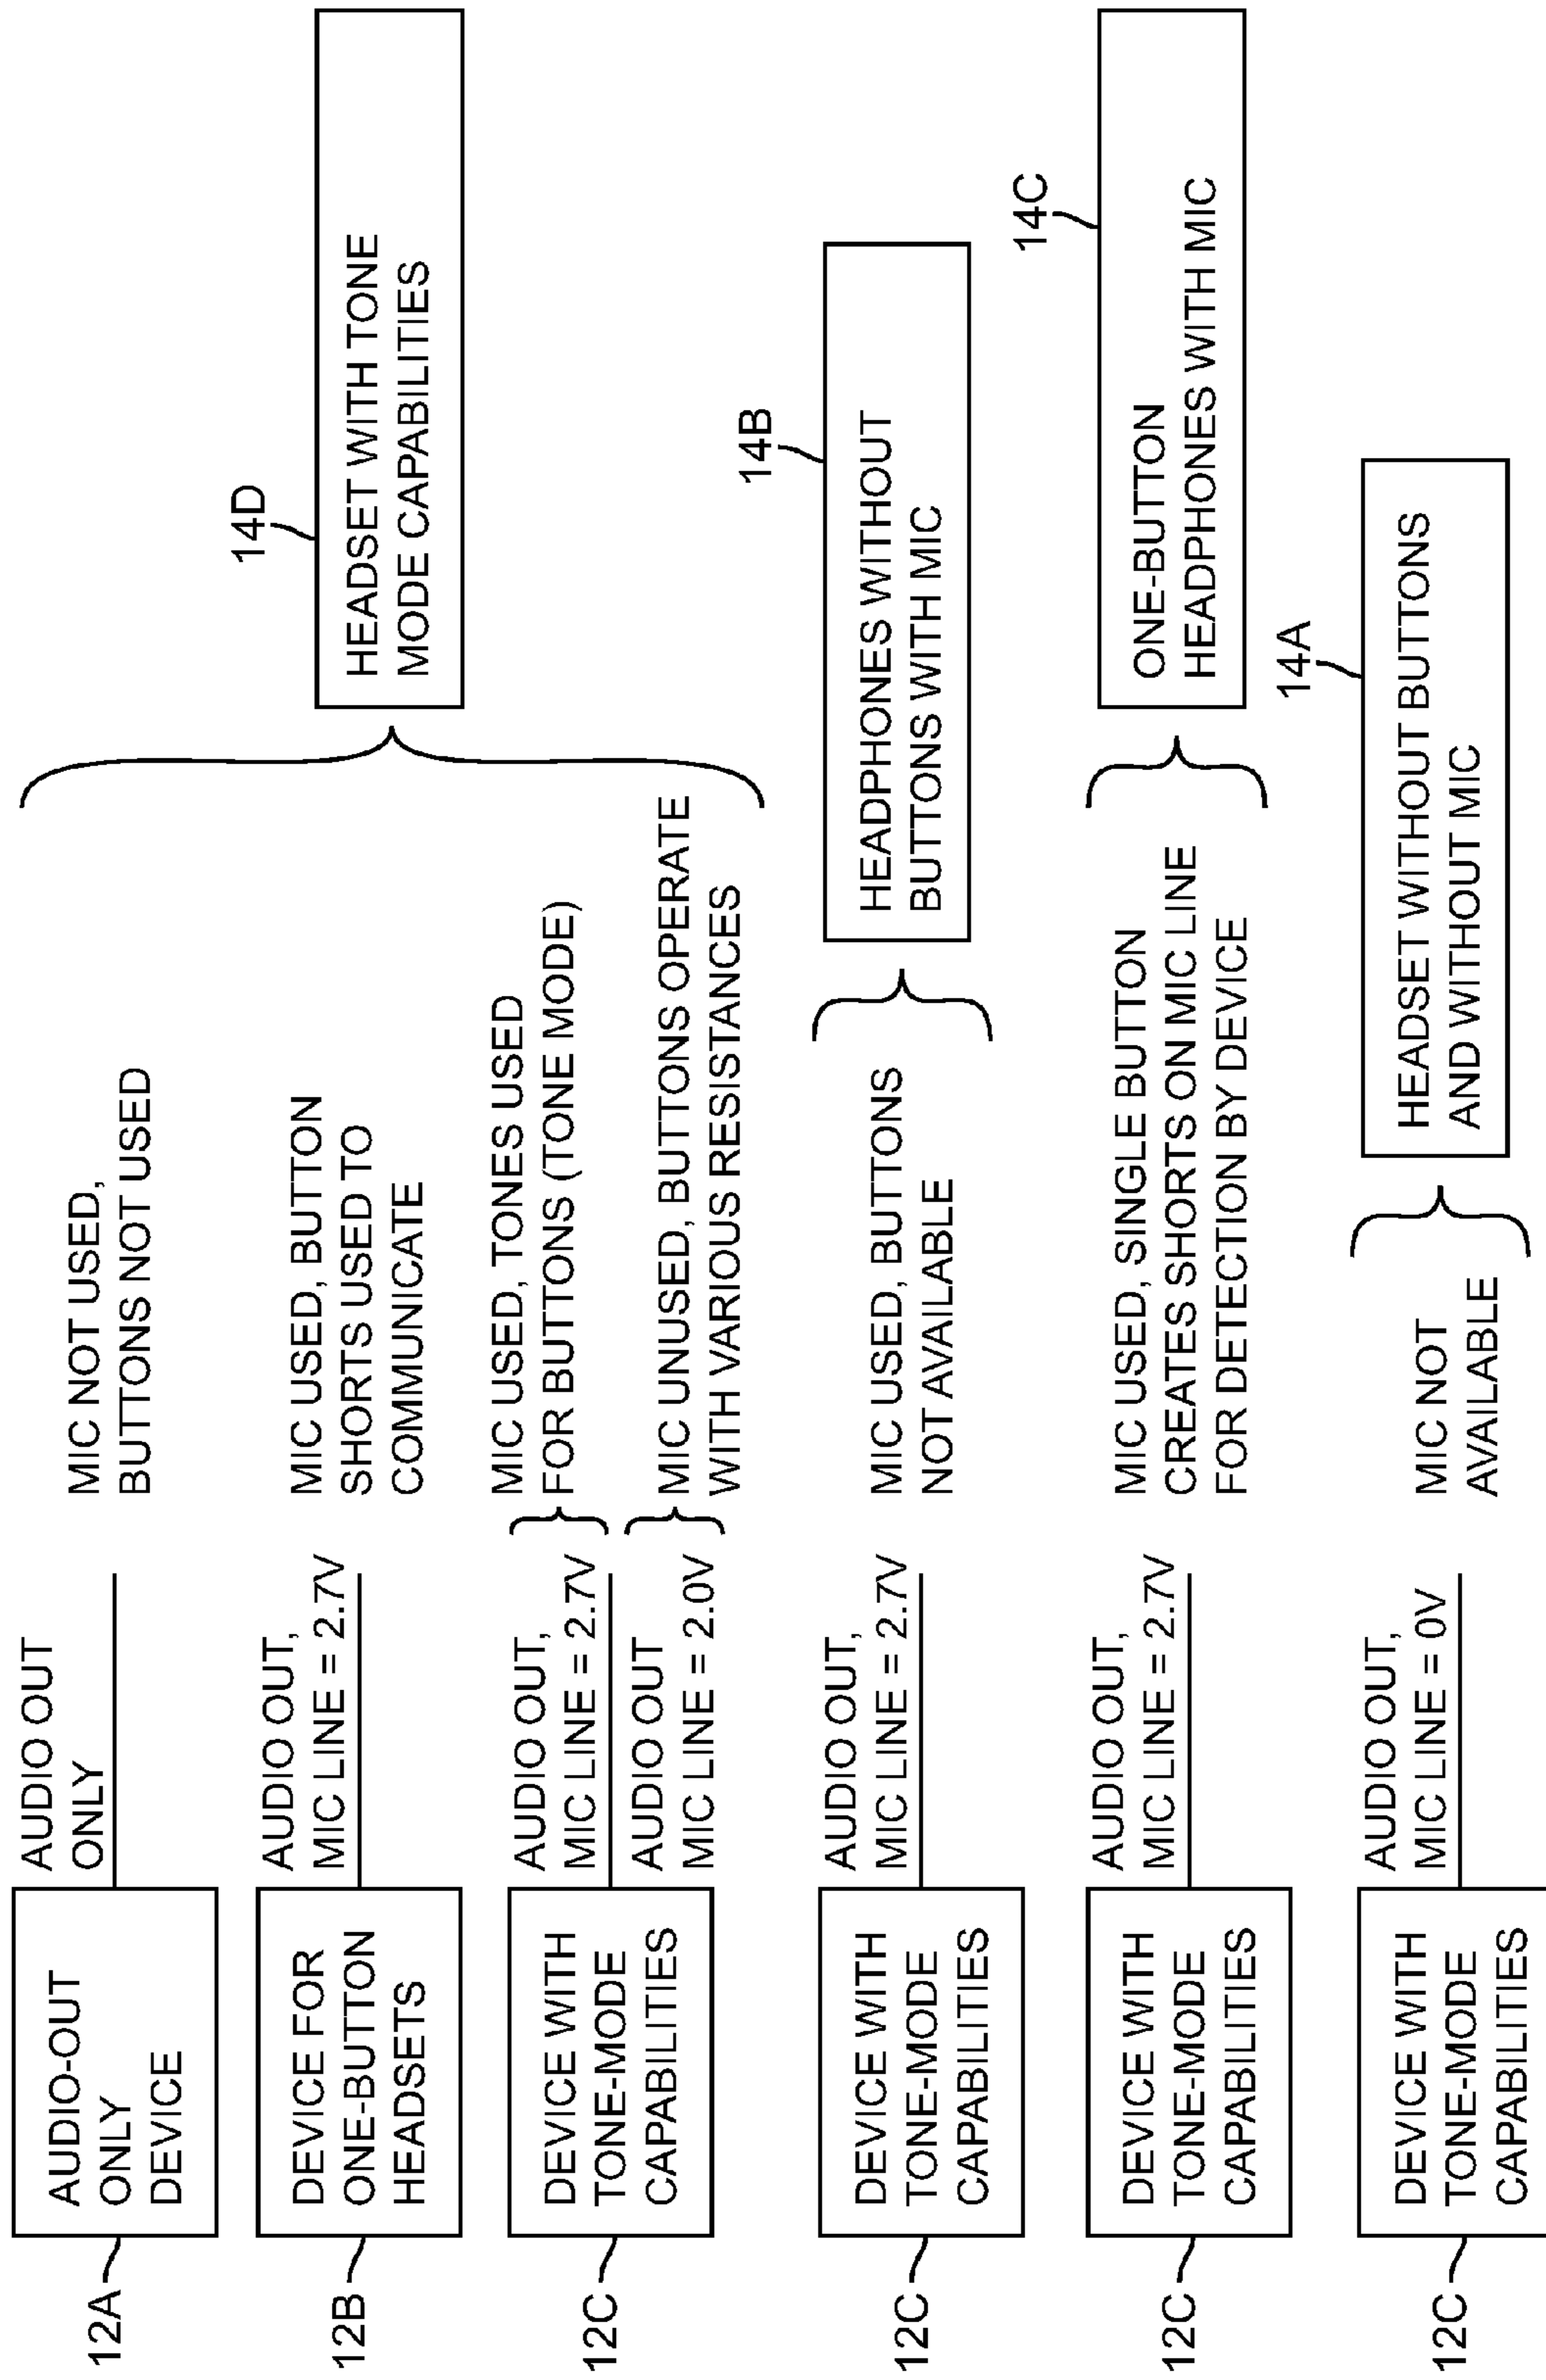 12A
AUDIO-OUT
ONLY
DEVICE
AUDIO OUT
ONLY
MIC NOT USED,
BUTTONS NOT USED
12B
DEVICE FOR
ONE-BUTTON
HEADSETS
AUDIO OUT,
MIC LINE = 2.7V
MIC USED, BUTTON
SHORTS USED TO
COMMUNICATE
14D
HEADSET WITH TONE
MODE CAPABILITIES
12C
DEVICE WITH
TONE-MODE
CAPABILITIES
AUDIO OUT,
MIC LINE = 2.7V
AUDIO OUT
MIC LINE = 2.0V
MIC USED, TONES USED
FOR BUTTONS (TONE MODE)
MIC UNUSED, BUTTONS OPERATE
WITH VARIOUS RESISTANCES
12C
DEVICE WITH
TONE-MODE
CAPABILITIES
AUDIO OUT,
MIC LINE = 2.7V
MIC USED, BUTTONS
NOT AVAILABLE
14B
HEADPHONES WITHOUT
BUTTONS WITH MIC
12C
DEVICE WITH
TONE-MODE
CAPABILITIES
AUDIO OUT,
MIC LINE = 2.7V
MIC USED, SINGLE BUTTON
CREATES SHORTS ON MIC LINE
FOR DETECTION BY DEVICE
14C
ONE-BUTTON
HEADPHONES WITH MIC
12C
DEVICE WITH
TONE-MODE
CAPABILITIES
AUDIO OUT,
MIC LINE = 0V
MIC NOT
AVAILABLE
14A
HEADSET WITHOUT BUTTONS
AND WITHOUT MIC